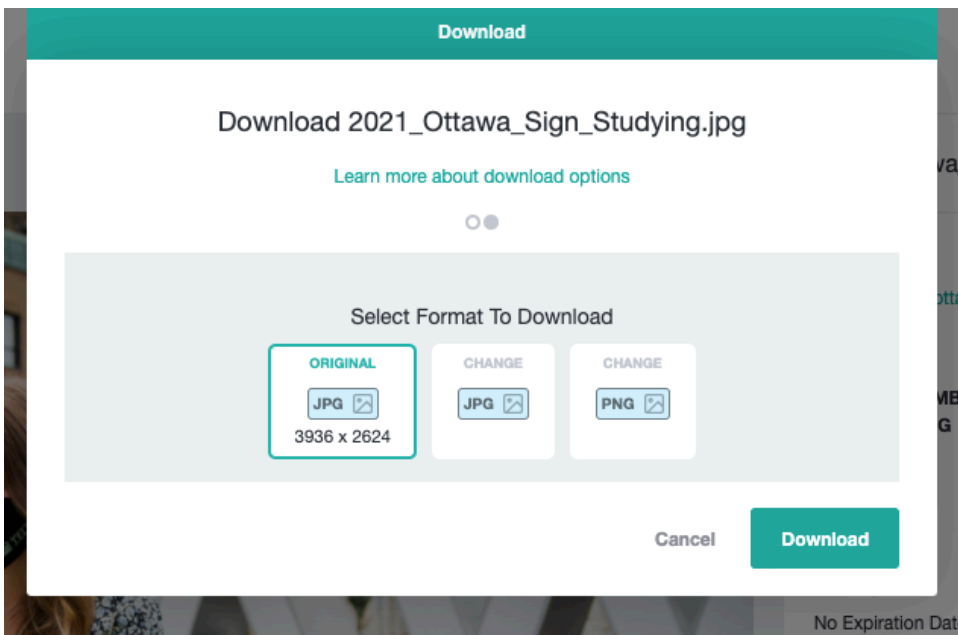 Download
Download 2021_Ottawa_Sign_Studying.jpg
Learn more about download options
Select Format To Download
ORIGINAL
JPG
3936 x 2624
CHANGE
JPG
CHANGE
PNG
Cancel
Download
No Expiration Dat